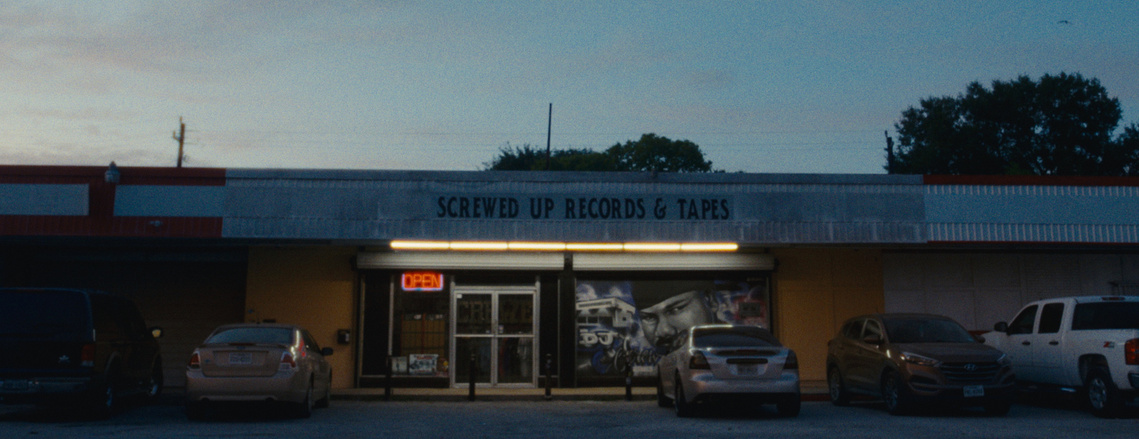 SCREWED UP RECORDS & TAPES
OPEN
DJ